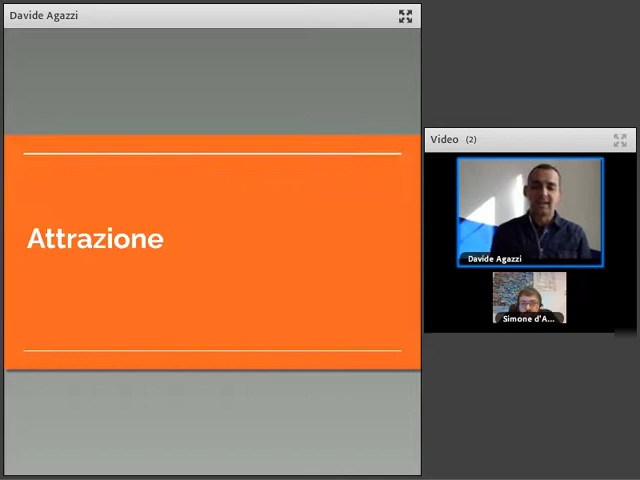 Davide Agazzi
Attrazione
Video (2)
Davide Agazzi
Simone d'A...